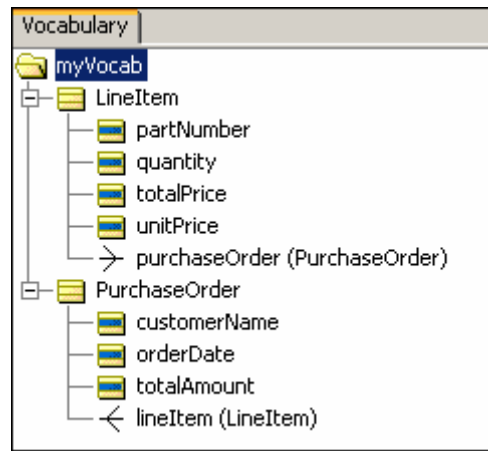 Vocabulary
myVocab
LineItem
partNumber
quantity
totalPrice
unitPrice
purchaseOrder (PurchaseOrder)
PurchaseOrder
customerName
orderDate
totalAmount
lineItem (LineItem)